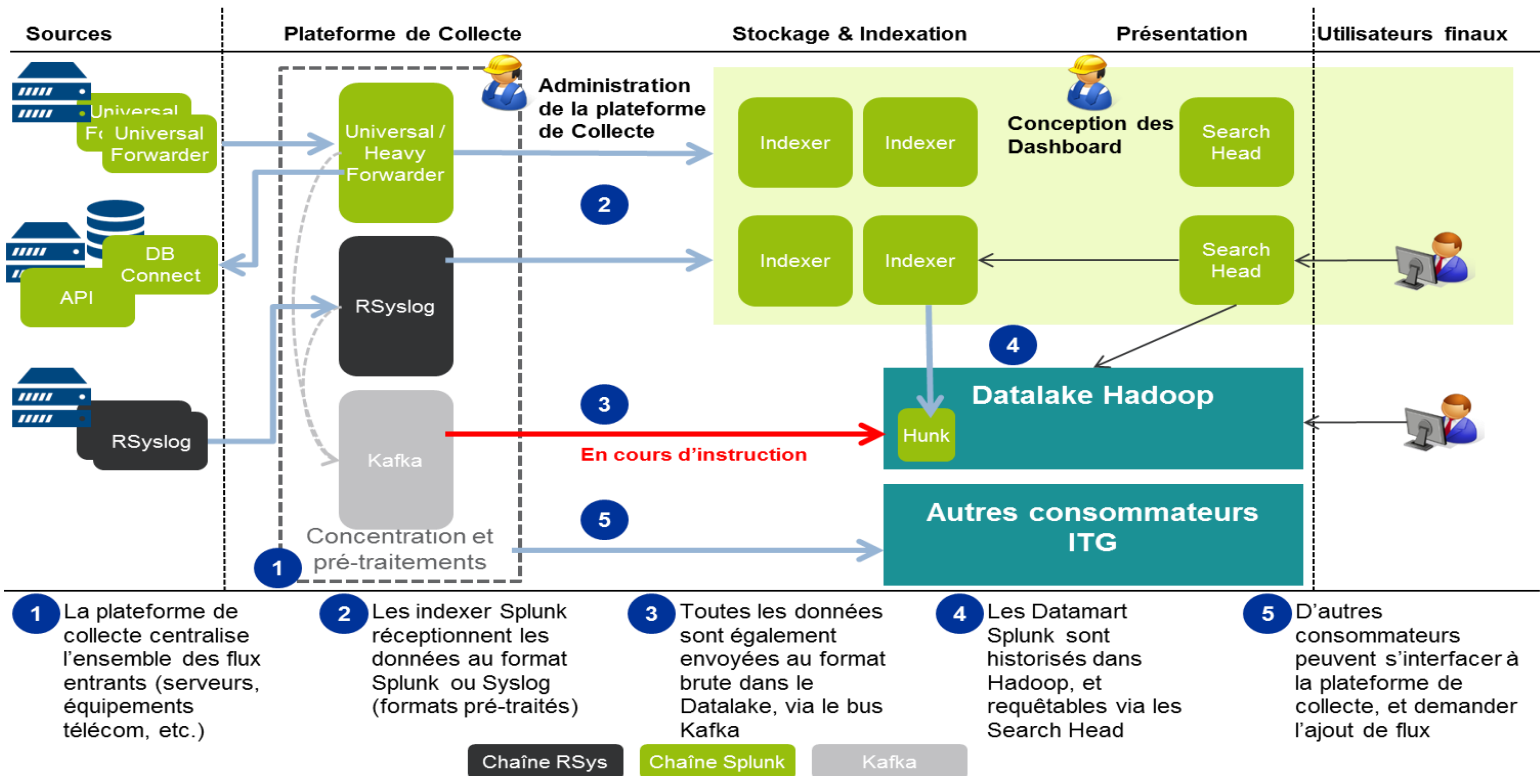 Sources
Plateforme de Collecte
Stockage & Indexation
Présentation
Utilisateurs finaux
Universal
Universal
Forwarder
DB
Connect
API
RSyslog
Universal /
Heavy
Forwarder
RSyslog
Kafka
Concentration et
pré-traitements
1
Administration
de la plateforme
de Collecte
2
3
En cours d’instruction
5
Indexer
Indexer
Conception des
Dashboard
Search
Head
Indexer
Indexer
Search
Head
4
Datalake Hadoop
Hunk
Autres consommateurs
ITG
1
La plateforme de
collecte centralise
l’ensemble des flux
entrants (serveurs,
équipements
télécom, etc.)
2
Les indexer Splunk
réceptionnent les
données au format
Splunk ou Syslog
(formats pré-traités)
3
Toutes les données
sont également
envoyées au format
brute dans le
Datalake, via le bus
Kafka
4
Les Datamart
Splunk sont
historisés dans
Hadoop, et
requêtables via les
Search Head
5
D’autres
consommateurs
peuvent s’interfacer à
la plateforme de
collecte, et demander
l’ajout de flux
Chaîne RSys
Chaîne Splunk
Kafka